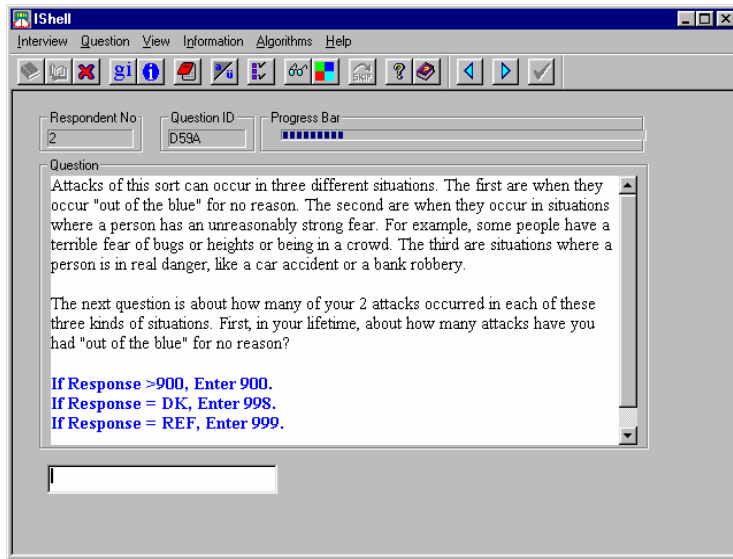 IShell
Interview Question View Information Algorithms Help
gi i a/ü SKIP ?
Respondent No Question ID Progress Bar
2 D59A
Question
Attacks of this sort can occur in three different situations. The first are when they
occur "out of the blue" for no reason. The second are when they occur in situations
where a person has an unreasonably strong fear. For example, some people have a
terrible fear of bugs or heights or being in a crowd. The third are situations where a
person is in real danger, like a car accident or a bank robbery.
The next question is about how many of your 2 attacks occurred in each of these
three kinds of situations. First, in your lifetime, about how many attacks have you
had "out of the blue" for no reason?
If Response >900, Enter 900.
If Response = DK, Enter 998.
If Response = REF, Enter 999.